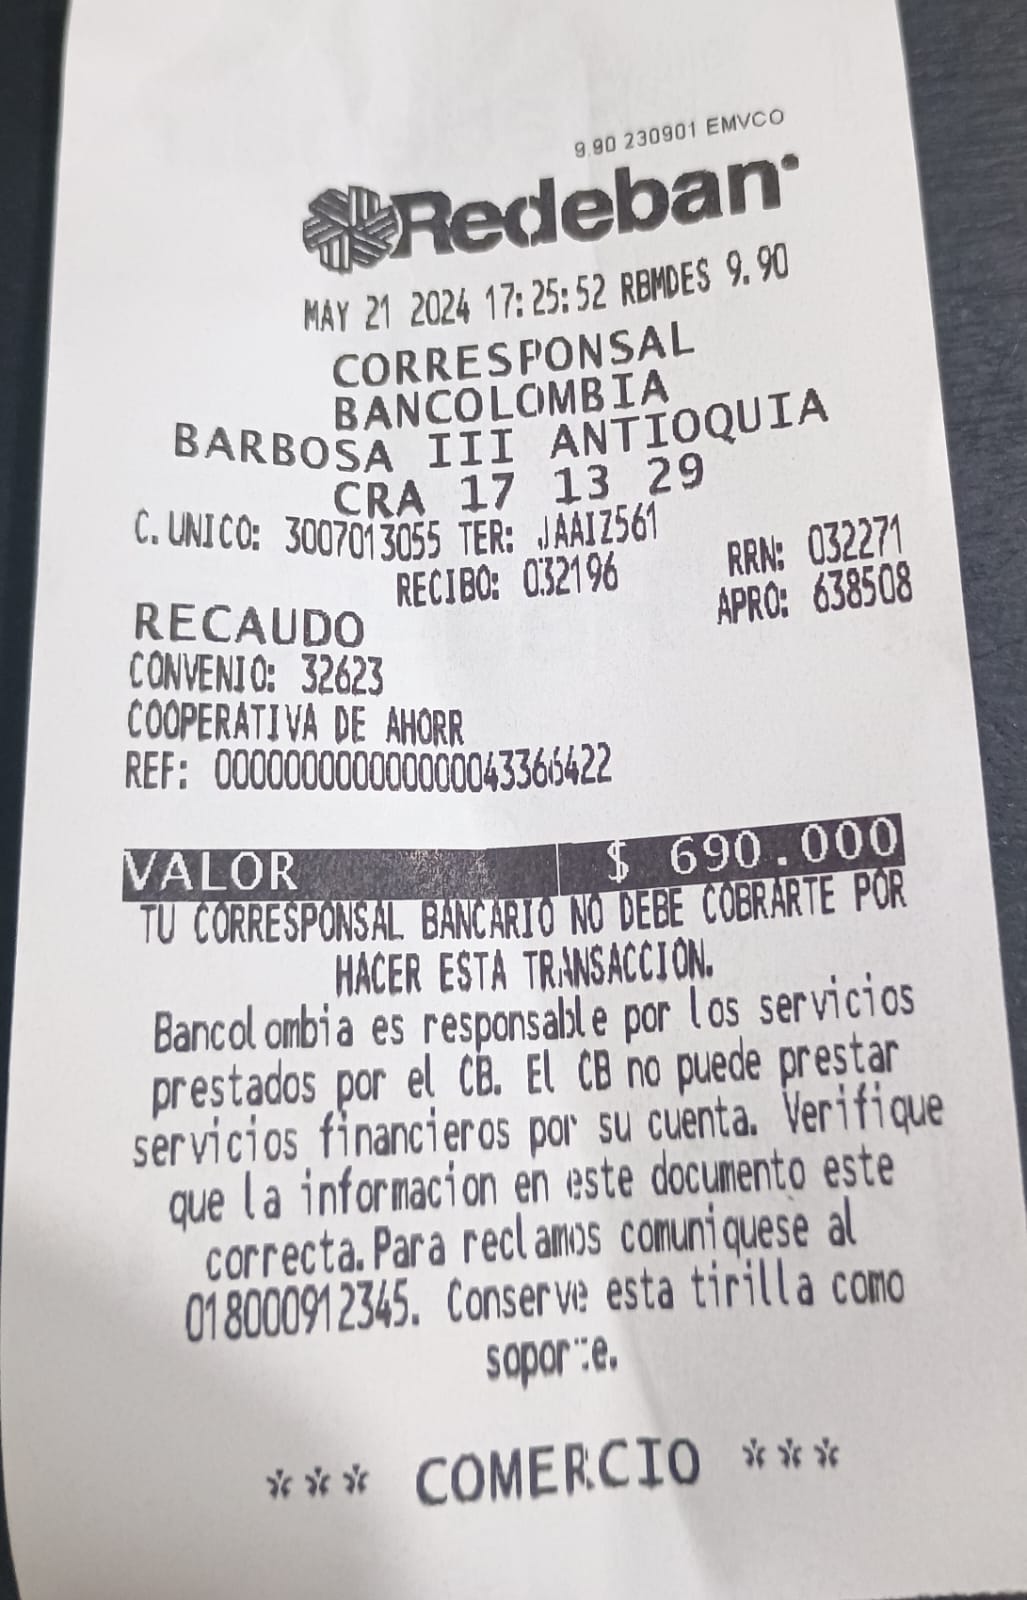 9.90 230901 EMVCO
Redeban
MAY 21 2024 17:25:52 RBMDES 9.90
CORRESPONSAL
BANCOLOMBIA
BARBOSA III ANTIOQUIA
CRA 17 13 29
C. UNICO: 3007013055 TER: JAAIZ561
RECIBO: 032196 RRN: 032271
RECAUDO APRO: 638508
CONVENIO: 32623
COOPERATIVA DE AHORR
REF: 000000000000000043366422
VALOR $ 690.000
TU CORRESPONSAL BANCARIO NO DEBE COBRARTE POR
HACER ESTA TRANSACCION.
Bancolombia es responsable por los servicios
prestados por el CB. El CB no puede prestar
servicios financieros por su cuenta. Verifique
que la informacion en este documento este
correcta. Para reclamos comuniquese al
018000912345. Conserve esta tirilla como
soporte.
*** COMERCIO ***